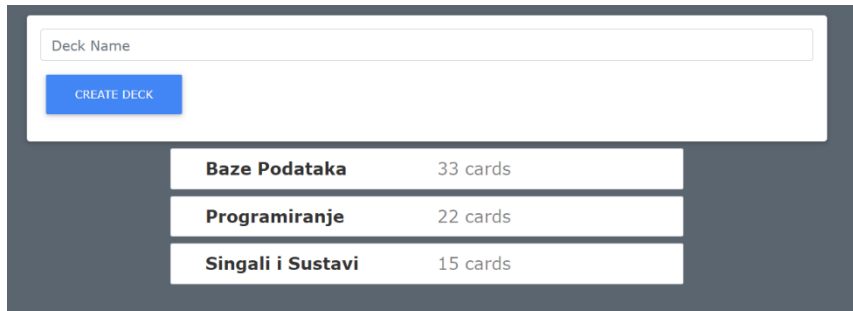 Deck Name
CREATE DECK
Baze Podataka 33 cards
Programiranje 22 cards
Singali i Sustavi 15 cards